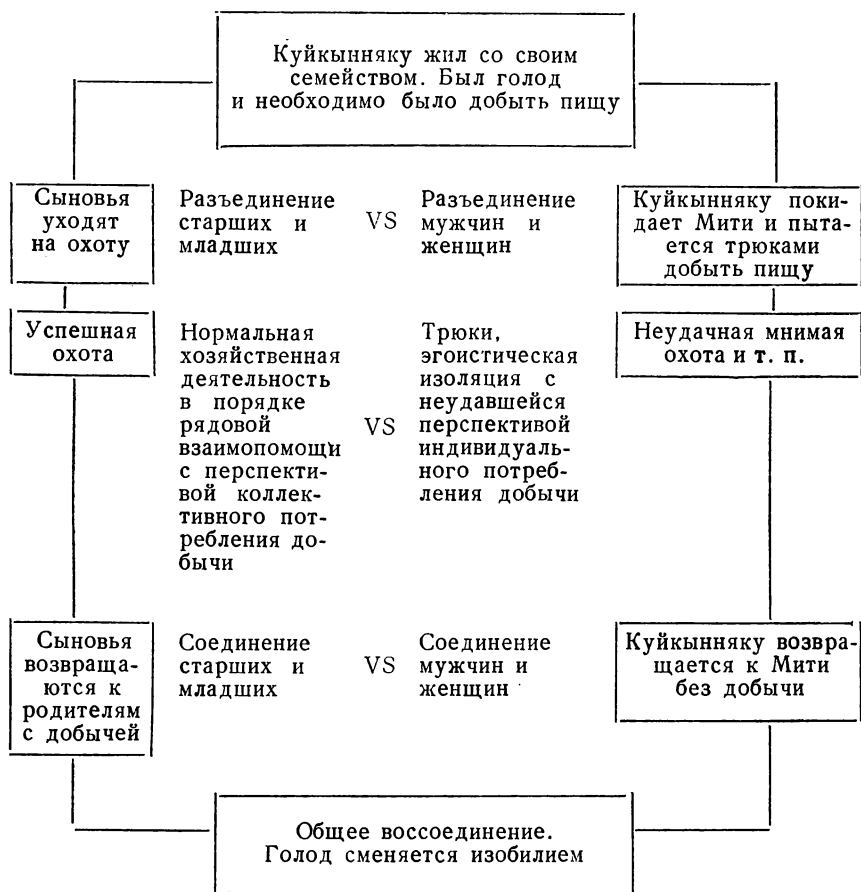 Куйкынняку жил со своим
семейством. Был голод
и необходимо было добыть пищу
Сыновья
уходят
на охоту
Разъединение
старших и
младших
VS
Разъединение
мужчин и
женщин
Куйкынняку поки-
дает Мити и пыта-
ется трюками
добыть пищу
Успешная
охота
Нормальная
хозяйственная
деятельность
в порядке
рядовой
взаимопомощи
с перспекти-
вой коллек-
тивного пот-
ребления до-
бычи
VS
Трюки,
эгоистическая
изоляция с
неудавшейся
перспективой
индивидуаль-
ного потреб-
ления добычи
Неудачная мнимая
охота и т. п.
Сыновья
возвраща-
ются к
родителям
с добычей
Соединение
старших и
младших
VS
Соединение
мужчин и
женщин
Куйкынняку возвра-
щается к Мити
без добычи
Общее воссоединение.
Голод сменяется изобилием